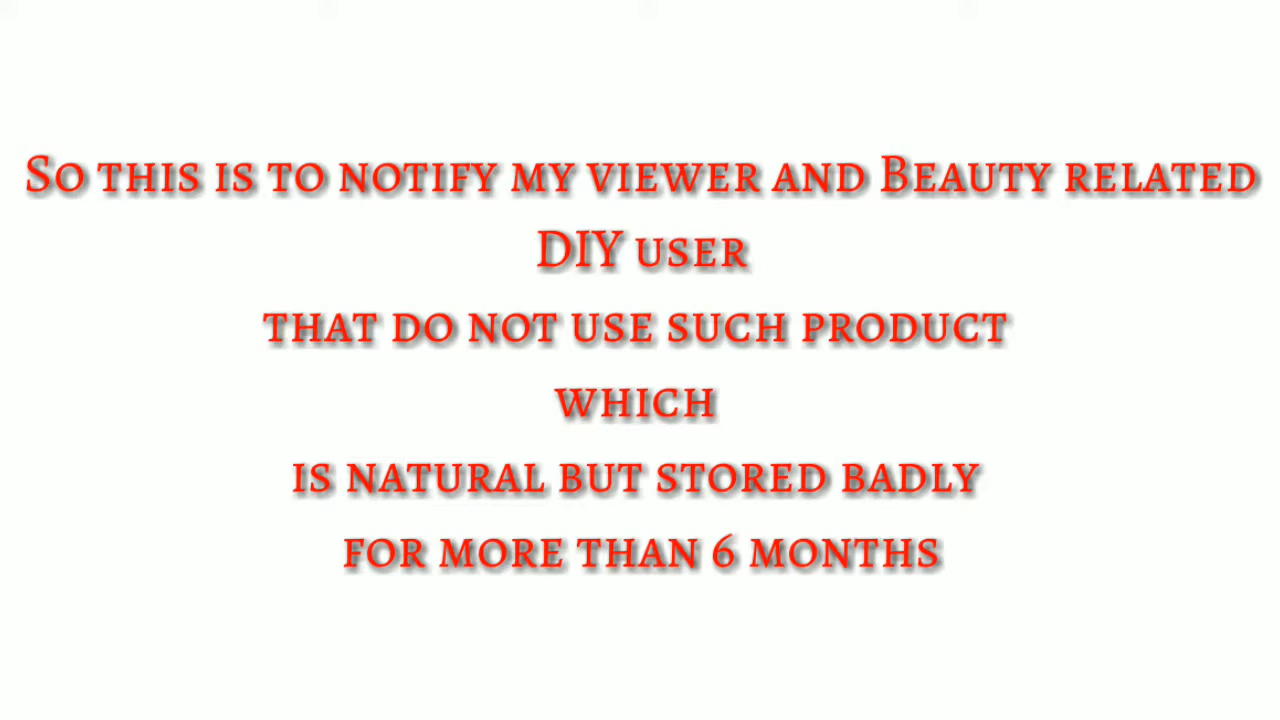 So this is to notify my viewer and Beauty related
DIY user
that do not use such product
which
is natural but stored badly
for more than 6 months